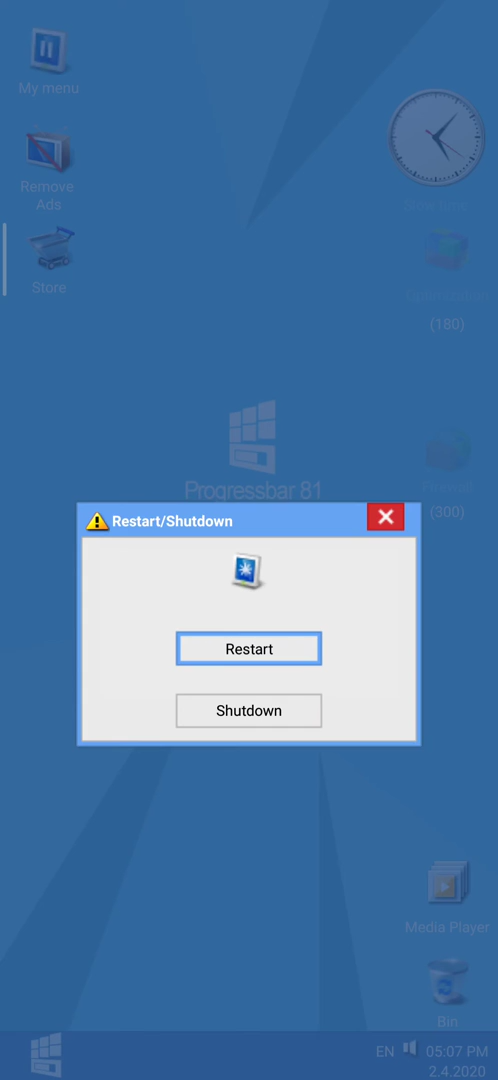 My menu
Remove
Ads
Store
(180)
Progressbar 81
(300)
Restart/Shutdown
Restart
Shutdown
Media Player
Bin
EN
05:07 PM
2.4.2020